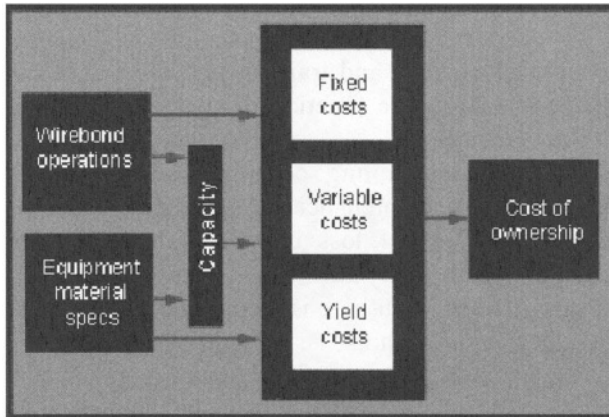 Wirebond
operations
Equipment
material
specs
Capacity
Fixed
costs
Variable
costs
Yield
costs
Cost of
ownership